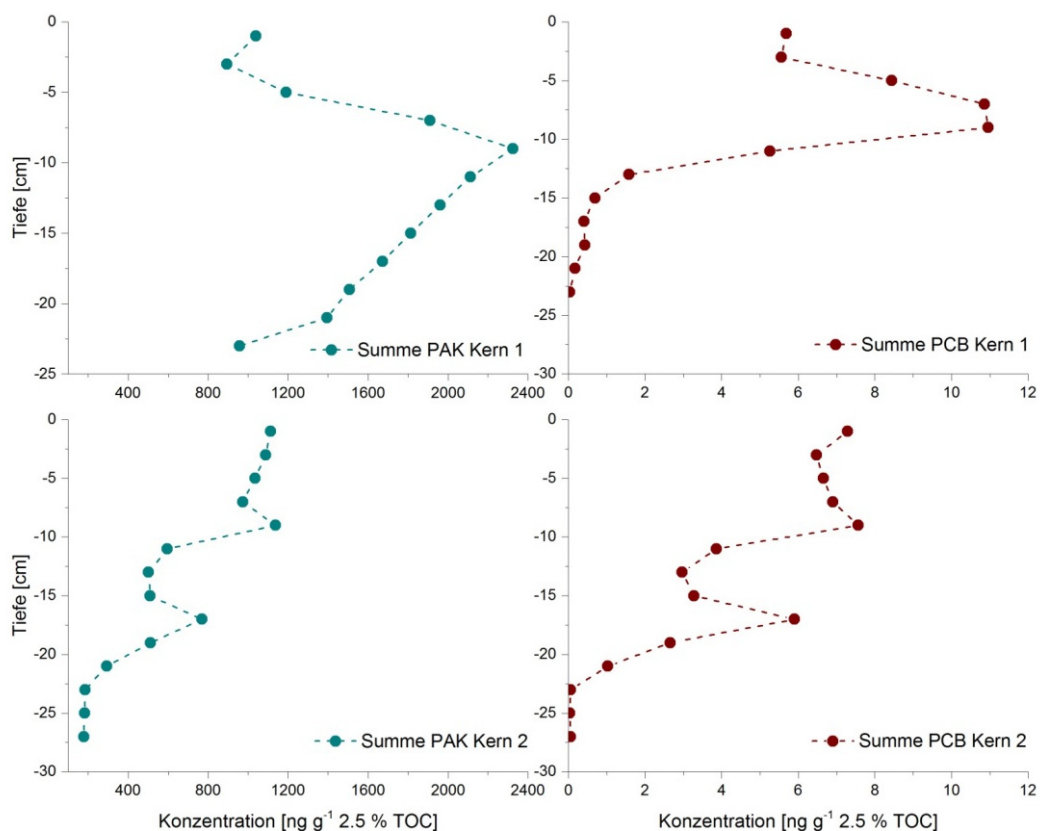 0
-5
-10
-15
-20
-25
Tiefe [cm]
400 800 1200 1600 2000 2400
Summe PAK Kern 1
0
-5
-10
-15
-20
-25
-30
0 2 4 6 8 10 12
Summe PCB Kern 1
0
-5
-10
-15
-20
-25
-30
Tiefe [cm]
400 800 1200 1600 2000 2400
Summe PAK Kern 2
Konzentration [ng g⁻¹ 2.5 % TOC]
0
-5
-10
-15
-20
-25
-30
0 2 4 6 8 10 12
Summe PCB Kern 2
Konzentration [ng g⁻¹ 2.5 % TOC]